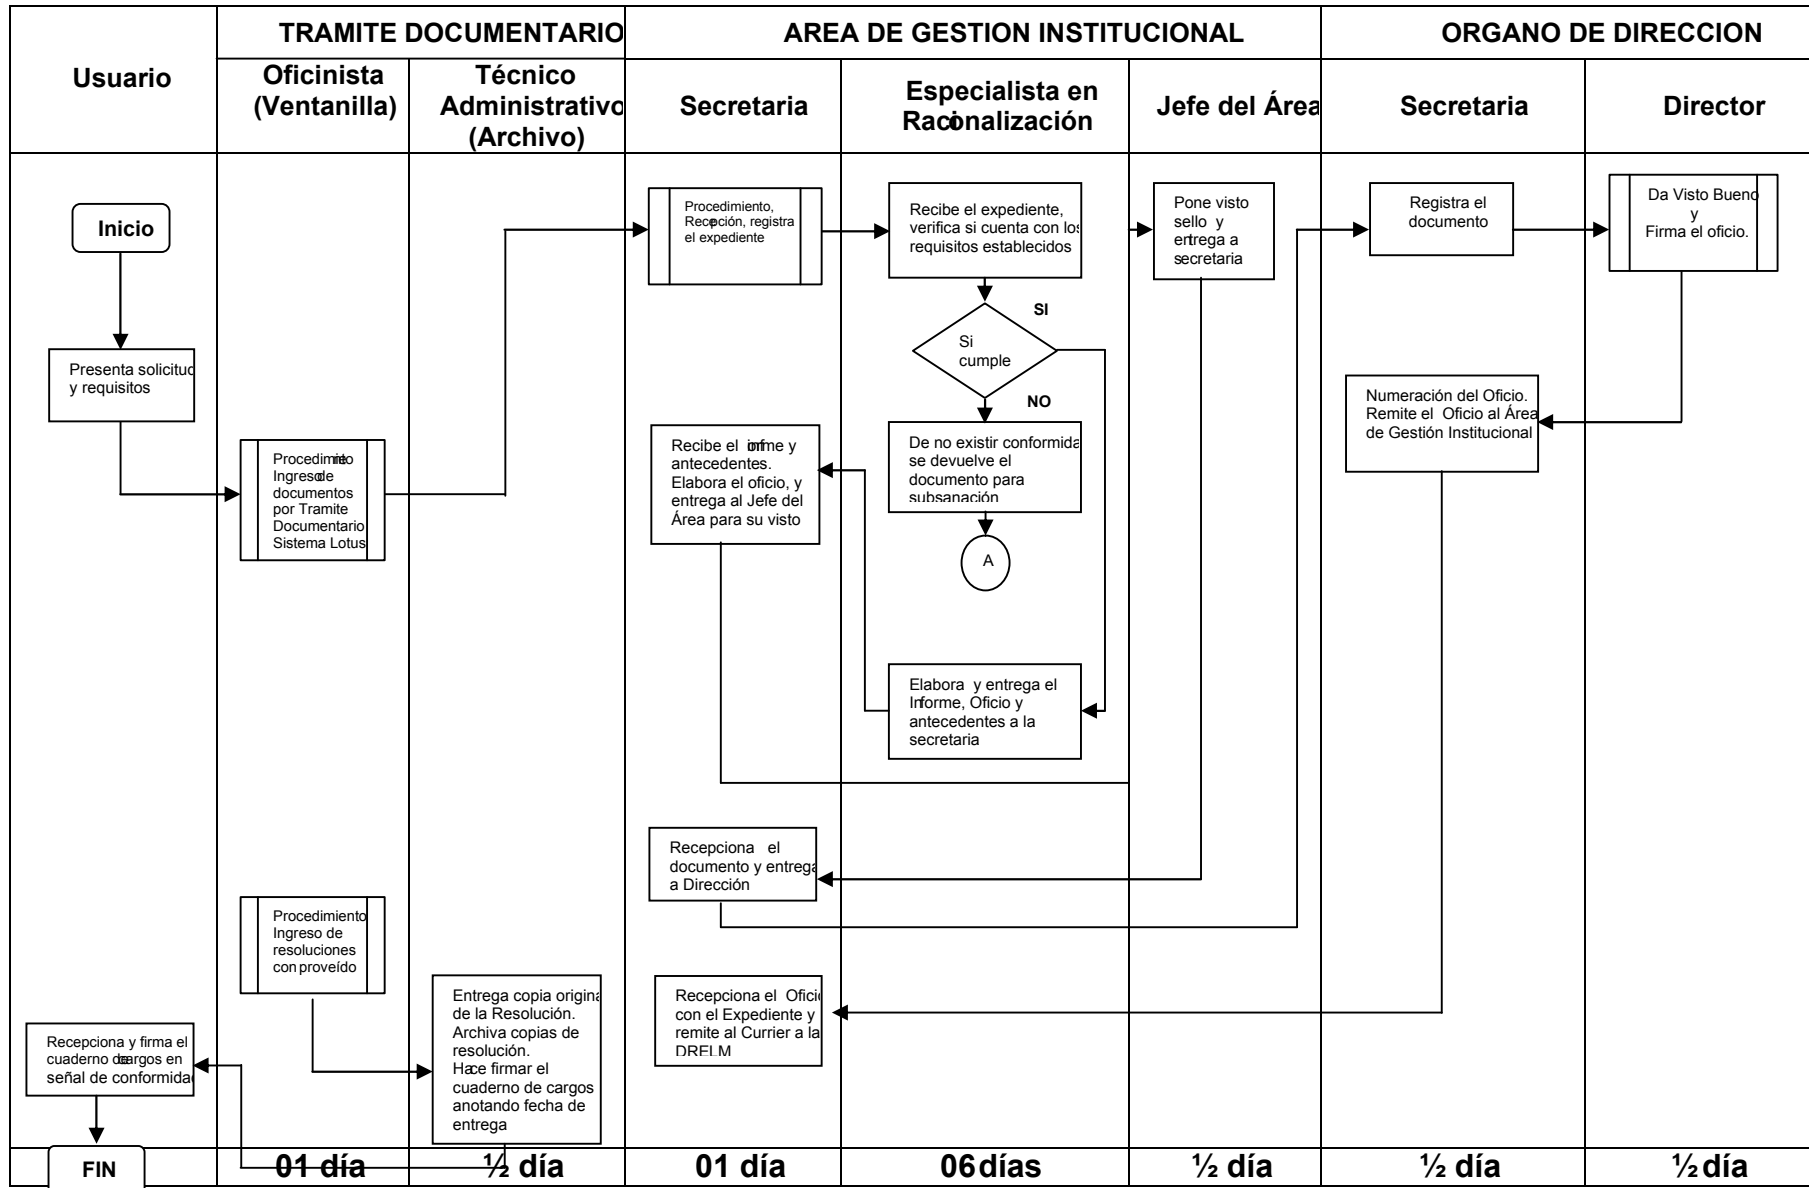 TRAMITE DOCUMENTARIO
AREA DE GESTION INSTITUCIONAL
ORGANO DE DIRECCION
Usuario
Oficinista
(Ventanilla)
Técnico
Administrativo
(Archivo)
Secretaria
Especialista en
Racionalización
Jefe del Área
Secretaria
Director
Inicio
Procedimiento,
Recepción, registra
el expediente
Recibe el expediente,
verifica si cuenta con los
requisitos establecidos
Pone visto
sello y
entrega a
secretaria
Registra el
documento
Da Visto Bueno
y
Firma el oficio.
SI
Si
cumple
NO
Presenta solicitud
y requisitos
Numeración del Oficio.
Remite el Oficio al Área
de Gestión Institucional
Procedimiento
Ingreso de
documentos
por Tramite
Documentario
Sistema Lotus
Recibe el informe y
antecedentes.
Elabora el oficio, y
entrega al Jefe del
Área para su visto
De no existir conformida
se devuelve el
documento para
subsanación
A
Elabora y entrega el
Informe, Oficio y
antecedentes a la
secretaria
Recepciona el
documento y entrega
a Dirección
Procedimiento
Ingreso de
resoluciones
con proveído
Entrega copia origina
de la Resolución.
Archiva copias de
resolución.
Hace firmar el
cuaderno de cargos
anotando fecha de
entrega
Recepciona el Oficio
con el Expediente y
remite al Currier a la
DRELM
Recepciona y firma el
cuaderno de cargos en
señal de conformidad
FIN
01 día
½ día
01 día
06 días
½ día
½ día
½ día